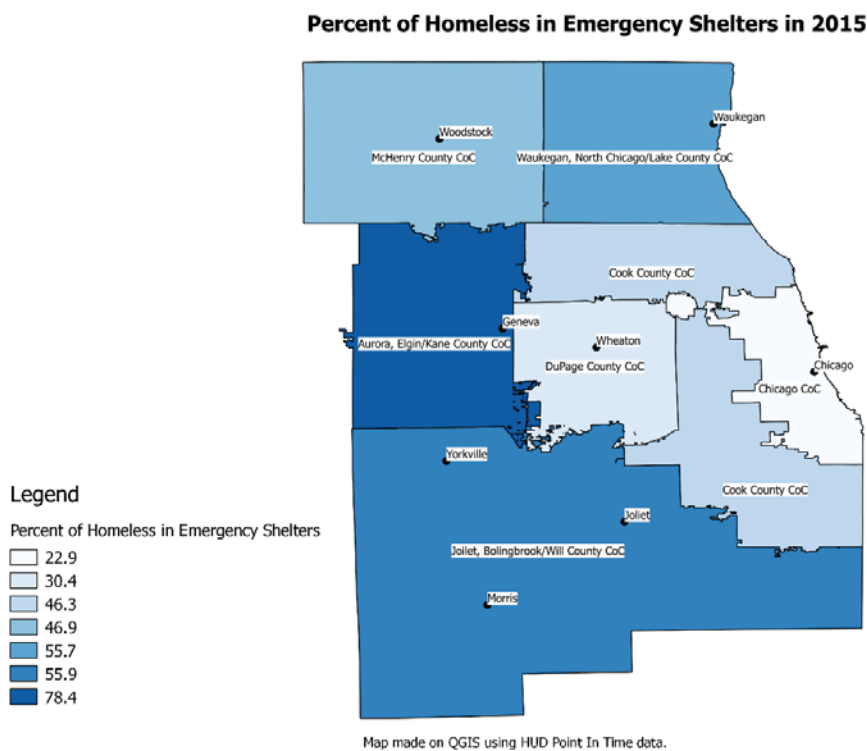 Percent of Homeless in Emergency Shelters in 2015
Waukegan
Woodstock
McHenry County CoC
Waukegan, North Chicago/Lake County CoC
Cook County CoC
Geneva
Aurora, Elgin/Kane County CoC
Wheaton
DuPage County CoC
Chicago
Chicago CoC
Yorkville
Cook County CoC
Joliet
Joilet, Bolingbrook/Will County CoC
Morris
Legend
Percent of Homeless in Emergency Shelters
22.9
30.4
46.3
46.9
55.7
55.9
78.4
Map made on QGIS using HUD Point In Time data.